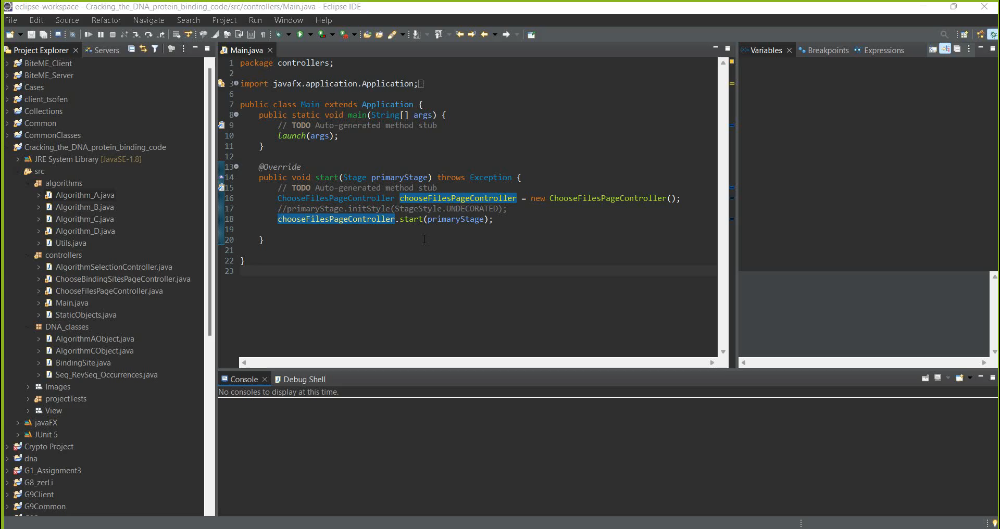 eclipse-workspace - Cracking_the_DNA_protein_binding_code/src/controllers/Main.java - Eclipse IDE
File Edit Source Refactor Navigate Search Project Run Window Help
Project Explorer
Servers
BiteME_Client
BiteME_Server
Cases
client_tsofen
Collections
Common
CommonClasses
Cracking_the_DNA_protein_binding_code
JRE System Library [JavaSE-1.8]
src
algorithms
Algorithm_A.java
Algorithm_B.java
Algorithm_C.java
Algorithm_D.java
Utils.java
controllers
AlgorithmSelectionController.java
ChooseBindingSitesPageController.java
ChooseFilesPageController.java
Main.java
StaticObjects.java
DNA_classes
AlgorithmAObject.java
AlgorithmCObject.java
BindingSite.java
Seq_RevSeq_Occurrences.java
Images
projectTests
View
javaFX
JUnit 5
Crypto Project
dna
G1_Assignment3
G8_zerLi
G9Client
G9Common
Main.java
1 package controllers;
2
3 import javafx.application.Application;
6
7 public class Main extends Application {
8 public static void main(String[] args) {
9 // TODO Auto-generated method stub
10 launch(args);
11 }
12
13 @Override
14 public void start(Stage primaryStage) throws Exception {
15 // TODO Auto-generated method stub
16 ChooseFilesPageController chooseFilesPageController = new ChooseFilesPageController();
17 //primaryStage.initStyle(StageStyle.UNDECORATED);
18 chooseFilesPageController.start(primaryStage);
19
20 }
21
22 }
23
Variables
Breakpoints
Expressions
Console
Debug Shell
No consoles to display at this time.